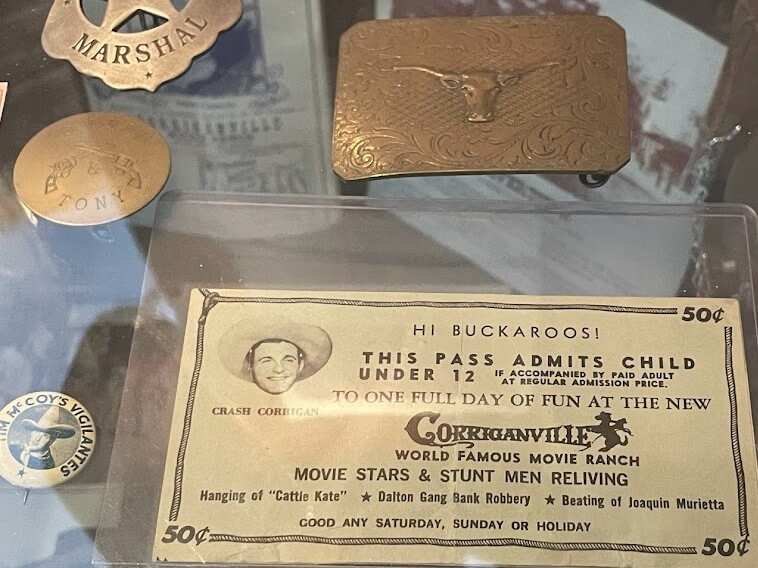 MARSHAL
& 
TONY
TIM McCOY'S VIGILANTES
50¢
HI BUCKAROOS!
THIS PASS ADMITS CHILD
UNDER 12 IF ACCOMPANIED BY PAID ADULT
AT REGULAR ADMISSION PRICE.
CRASH CORRIGAN
TO ONE FULL DAY OF FUN AT THE NEW
CORRIGANVILLE
WORLD FAMOUS MOVIE RANCH
MOVIE STARS & STUNT MEN RELIVING
Hanging of "Cattle Kate" ★ Dalton Gang Bank Robbery ★ Beating of Joaquin Murietta
GOOD ANY SATURDAY, SUNDAY OR HOLIDAY
50¢ 50¢